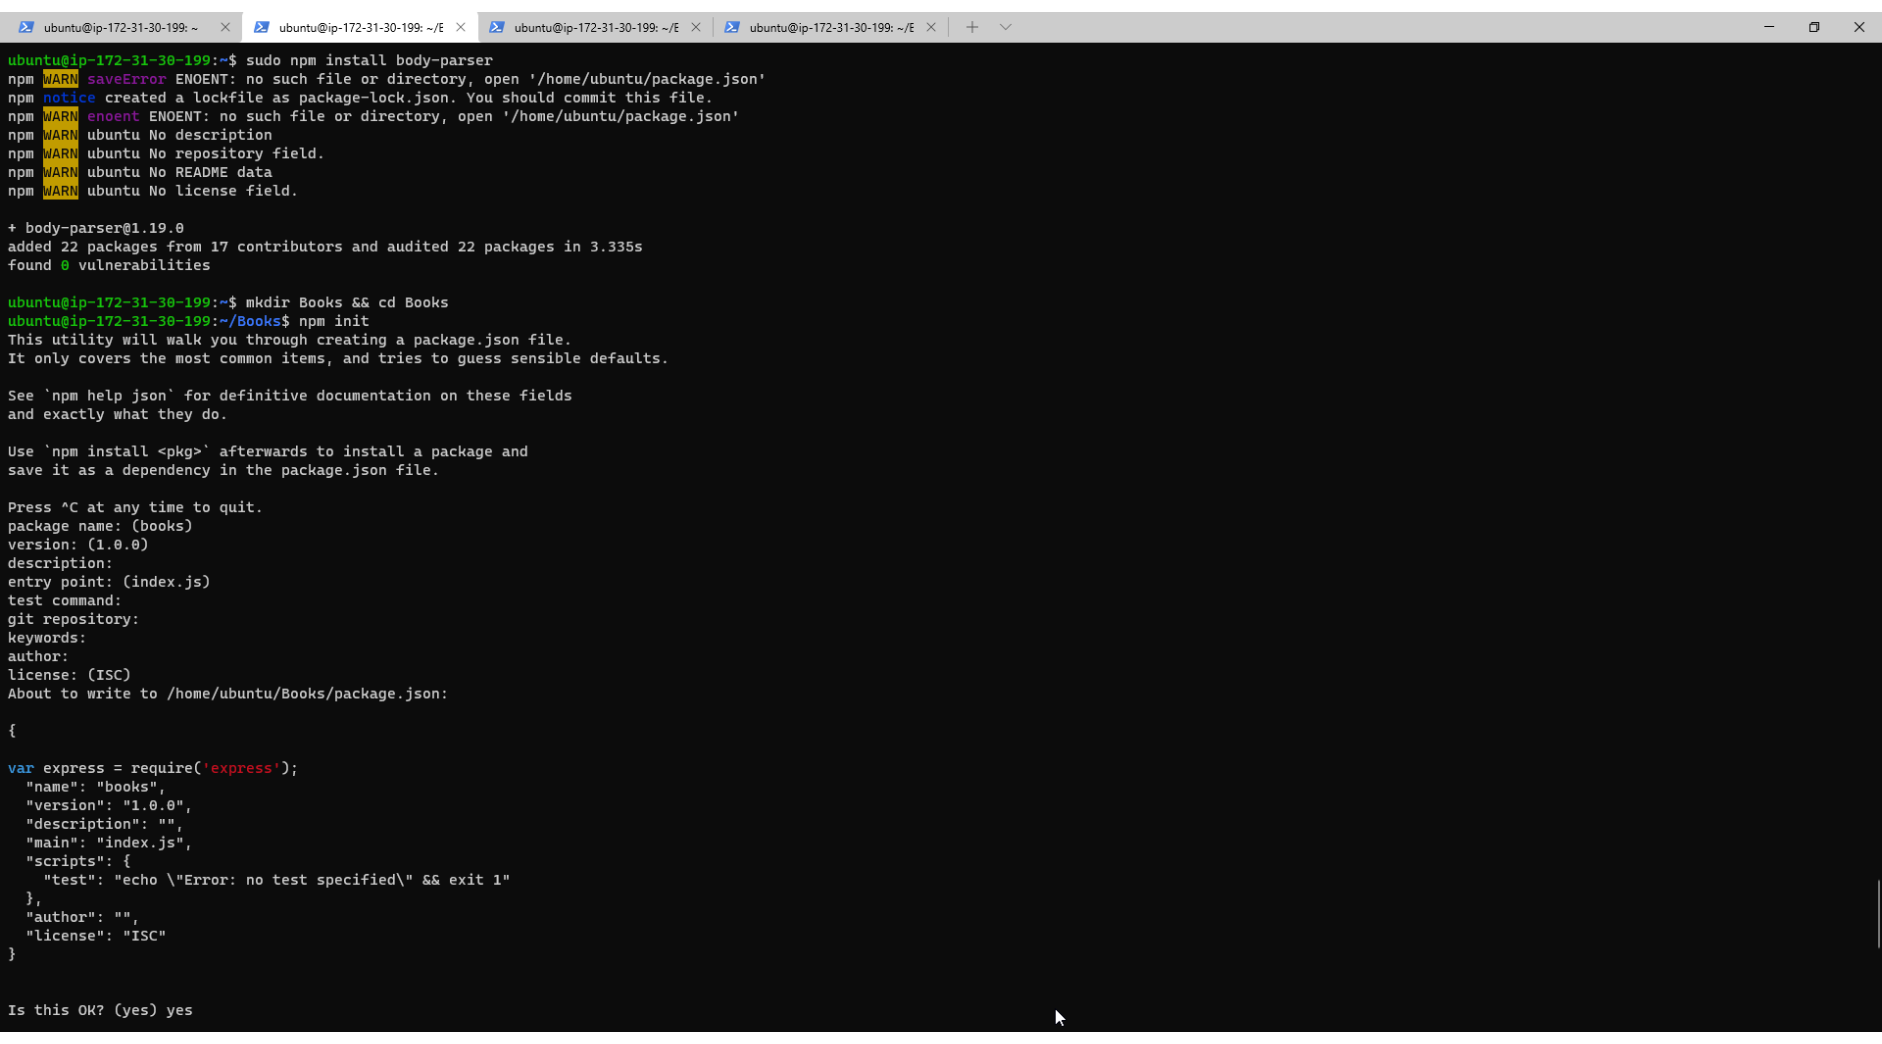 ubuntu@ip-172-31-30-199: ~
ubuntu@ip-172-31-30-199: ~/E
ubuntu@ip-172-31-30-199: ~/E
ubuntu@ip-172-31-30-199: ~/E
ubuntu@ip-172-31-30-199:~$ sudo npm install body-parser
npm WARN saveError ENOENT: no such file or directory, open '/home/ubuntu/package.json'
npm notice created a lockfile as package-lock.json. You should commit this file.
npm WARN enoent ENOENT: no such file or directory, open '/home/ubuntu/package.json'
npm WARN ubuntu No description
npm WARN ubuntu No repository field.
npm WARN ubuntu No README data
npm WARN ubuntu No license field.
+ body-parser@1.19.0
added 22 packages from 17 contributors and audited 22 packages in 3.335s
found 0 vulnerabilities
ubuntu@ip-172-31-30-199:~$ mkdir Books && cd Books
ubuntu@ip-172-31-30-199:~/Books$ npm init
This utility will walk you through creating a package.json file.
It only covers the most common items, and tries to guess sensible defaults.
See `npm help json` for definitive documentation on these fields
and exactly what they do.
Use `npm install <pkg>` afterwards to install a package and
save it as a dependency in the package.json file.
Press ^C at any time to quit.
package name: (books)
version: (1.0.0)
description:
entry point: (index.js)
test command:
git repository:
keywords:
author:
license: (ISC)
About to write to /home/ubuntu/Books/package.json:
{
var express = require('express');
  "name": "books",
  "version": "1.0.0",
  "description": "",
  "main": "index.js",
  "scripts": {
    "test": "echo \"Error: no test specified\" && exit 1"
  },
  "author": "",
  "license": "ISC"
}
Is this OK? (yes) yes